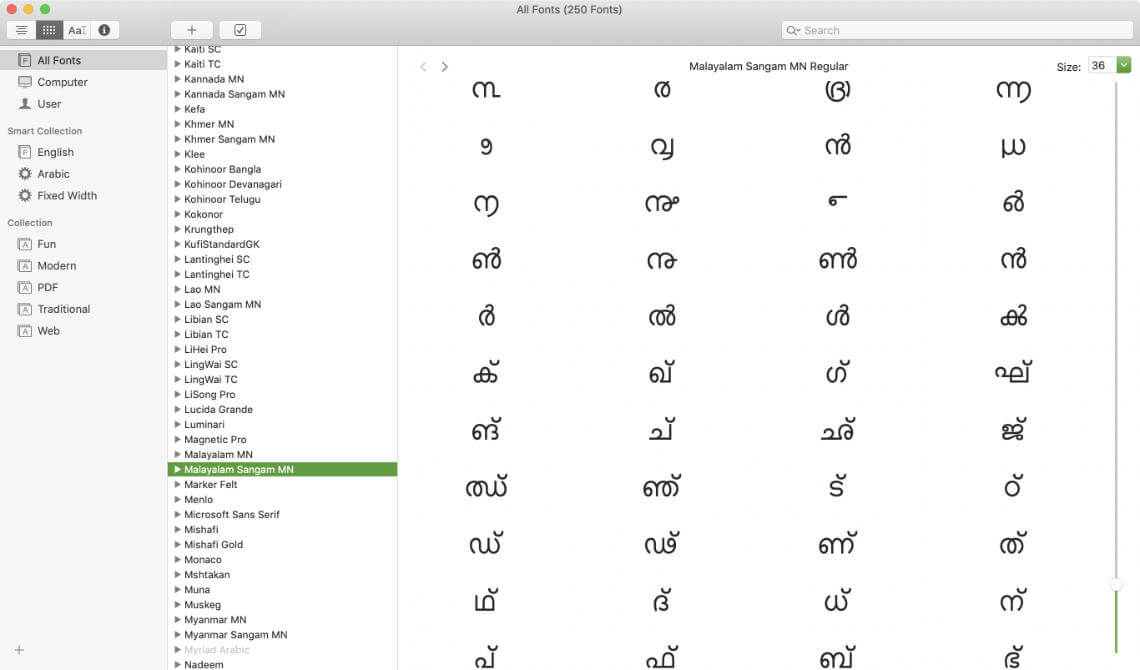 All Fonts (250 Fonts)
Search
All Fonts
Computer
User
Smart Collection
English
Arabic
Fixed Width
Collection
Fun
Modern
PDF
Traditional
Web
Kaiti SC
Kaiti TC
Kannada MN
Kannada Sangam MN
Kefa
Khmer MN
Khmer Sangam MN
Klee
Kohinoor Bangla
Kohinoor Devanagari
Kohinoor Telugu
Kokonor
Krungthep
KufiStandardGK
Lantinghei SC
Lantinghei TC
Lao MN
Lao Sangam MN
Libian SC
Libian TC
LiHei Pro
LingWai SC
LingWai TC
LiSong Pro
Lucida Grande
Luminari
Magnetic Pro
Malayalam MN
Malayalam Sangam MN
Marker Felt
Menlo
Microsoft Sans Serif
Mishafi
Mishafi Gold
Monaco
Mshtakan
Muna
Muskeg
Myanmar MN
Myanmar Sangam MN
Myriad Arabic
Nadeem
Malayalam Sangam MN Regular
Size: 36
ൻ
ർ
ൺ ൻ
ർ ൽ ൾ ൿ
ക് ഖ് ഗ് ഘ്
ങ് ച് ഛ് ജ്
ഝ് ഞ് ട് ഠ്
ഡ് ഢ് ണ് ത്
ഥ് ദ് ധ് ന്
പ് ഫ് ബ് ഭ്